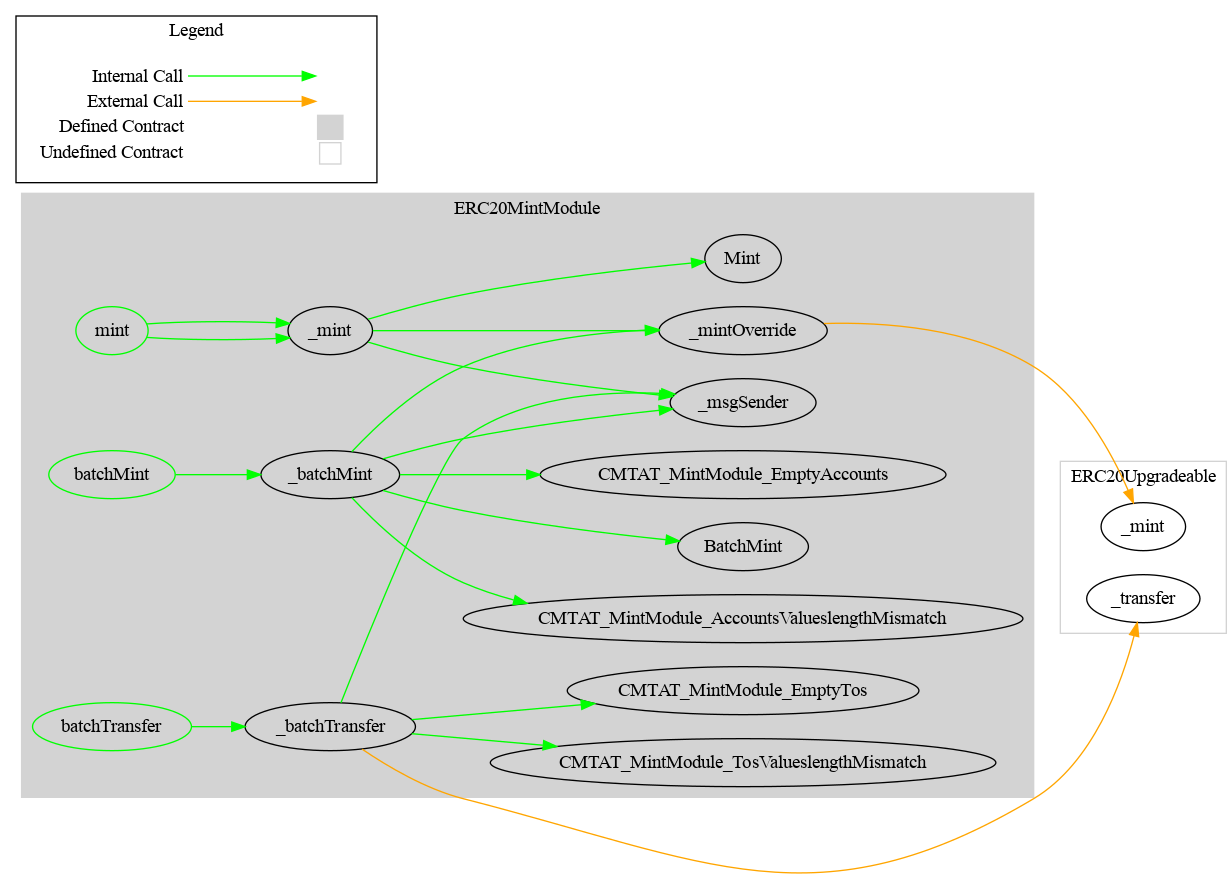 Legend
Internal Call
External Call
Defined Contract
Undefined Contract
ERC20MintModule
Mint
mint
_mint
_mintOverride
_msgSender
batchMint
_batchMint
CMTAT_MintModule_EmptyAccounts
ERC20Upgradeable
_mint
BatchMint
_transfer
CMTAT_MintModule_AccountsValueslengthMismatch
CMTAT_MintModule_EmptyTos
batchTransfer
_batchTransfer
CMTAT_MintModule_TosValueslengthMismatch